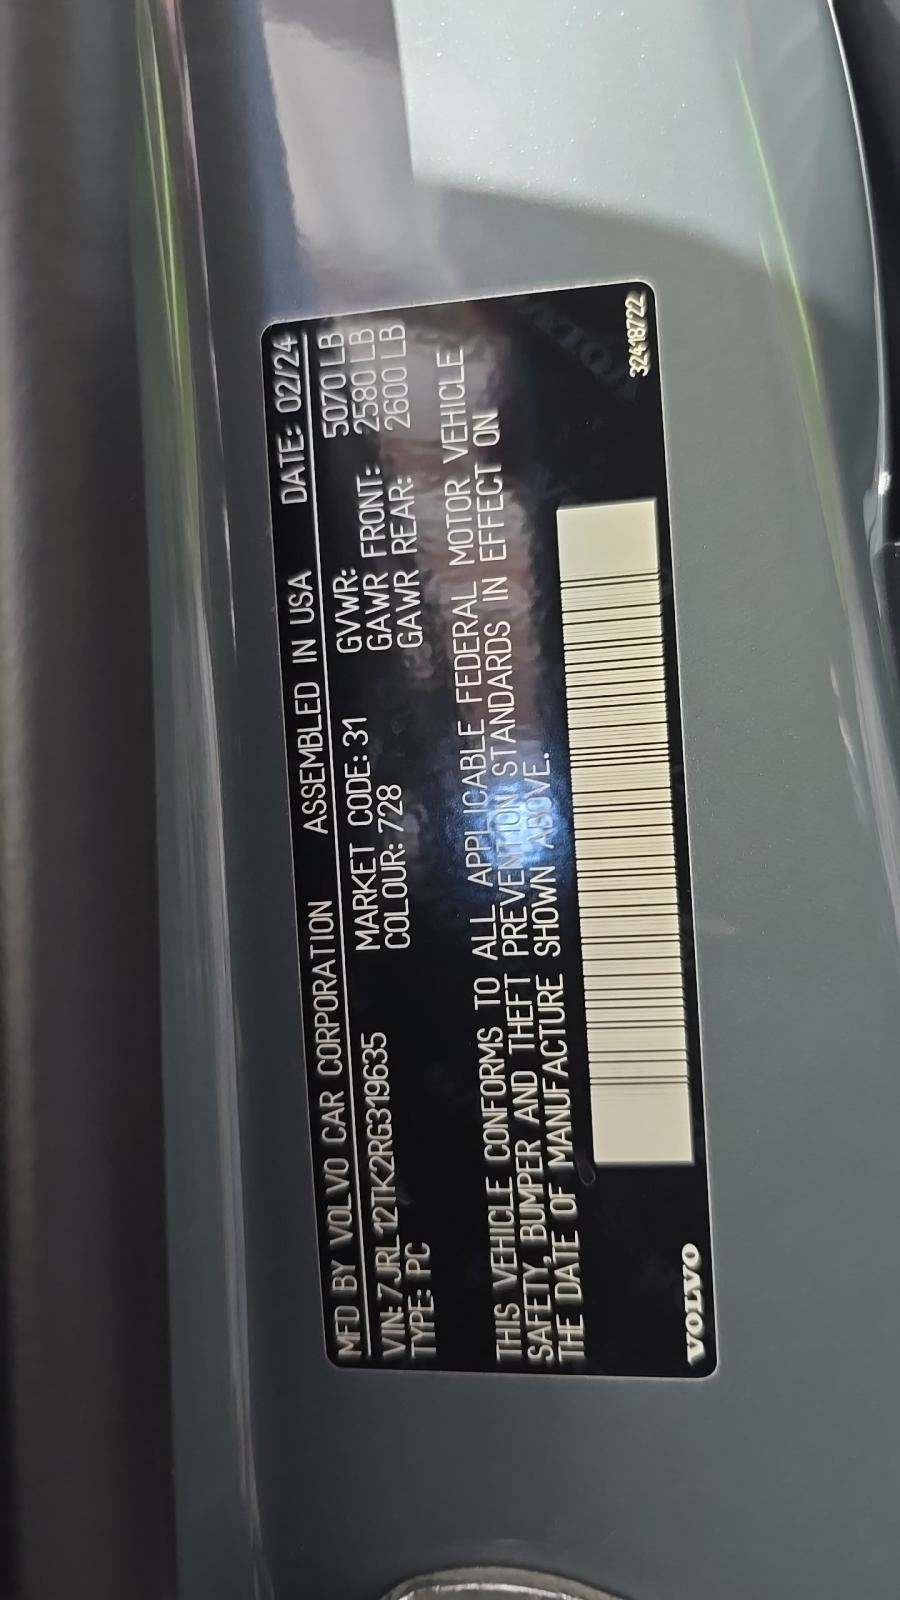 MFD BY VOLVO CAR CORPORATION ASSEMBLED IN USA DATE: 02/24
VIN: 7JRL12TK2RG319635 MARKET CODE: 31 GVWR: 5070 LB
TYPE: PC COLOUR: 728 GAWR FRONT: 2580 LB
GAWR REAR: 2600 LB
THIS VEHICLE CONFORMS TO ALL APPLICABLE FEDERAL MOTOR VEHICLE
SAFETY, BUMPER AND THEFT PREVENTION STANDARDS IN EFFECT ON
THE DATE OF MANUFACTURE SHOWN ABOVE.
VOLVO 32418722